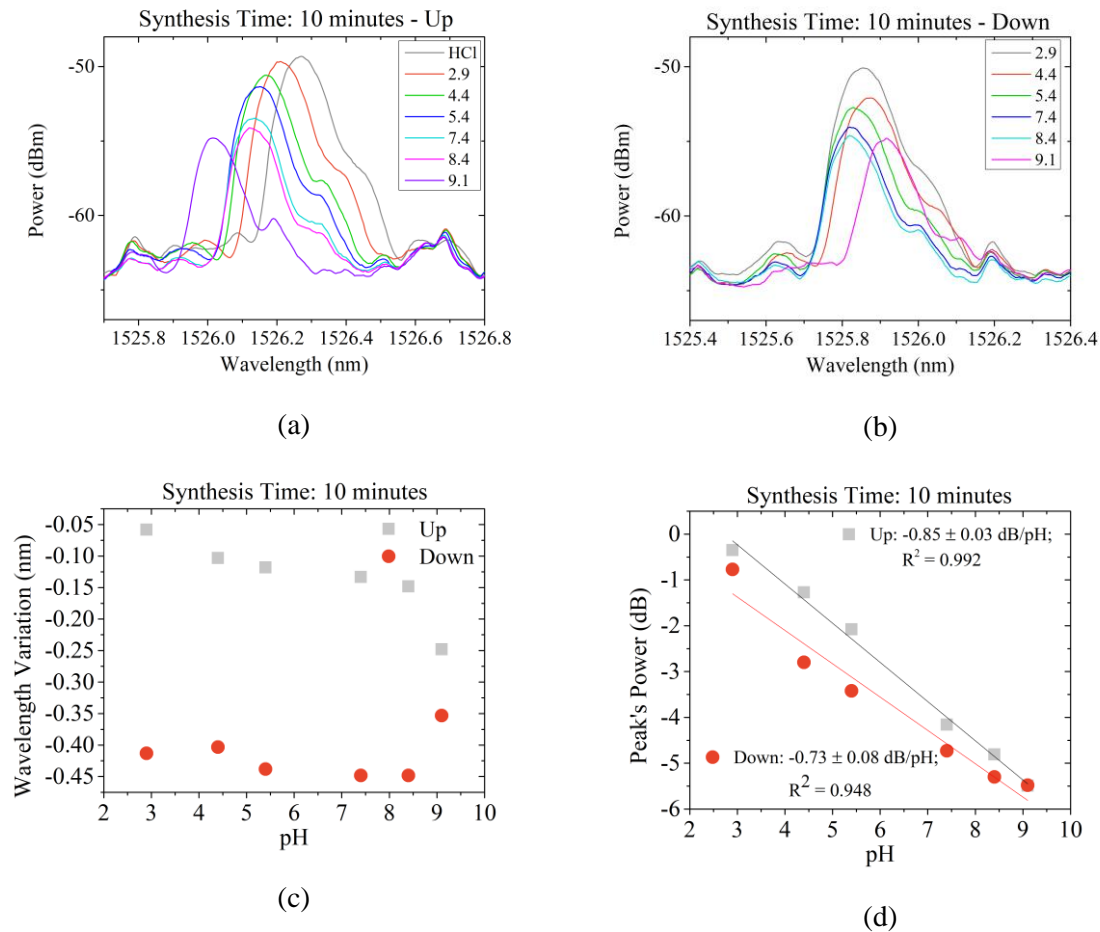 Synthesis Time: 10 minutes - Up
Power (dBm)
-50
-60
HCl
2.9
4.4
5.4
7.4
8.4
9.1
1525.8 1526.0 1526.2 1526.4 1526.6 1526.8
Wavelength (nm)
(a)
Synthesis Time: 10 minutes - Down
Power (dBm)
-50
-60
2.9
4.4
5.4
7.4
8.4
9.1
1525.4 1525.6 1525.8 1526.0 1526.2 1526.4
Wavelength (nm)
(b)
Synthesis Time: 10 minutes
Wavelength Variation (nm)
-0.05
-0.10
-0.15
-0.20
-0.25
-0.30
-0.35
-0.40
-0.45
Up
Down
2 3 4 5 6 7 8 9 10
pH
(c)
Synthesis Time: 10 minutes
Peak's Power (dB)
0
-1
-2
-3
-4
-5
-6
Up: -0.85 ± 0.03 dB/pH;
R² = 0.992
Down: -0.73 ± 0.08 dB/pH;
R² = 0.948
2 3 4 5 6 7 8 9 10
pH
(d)